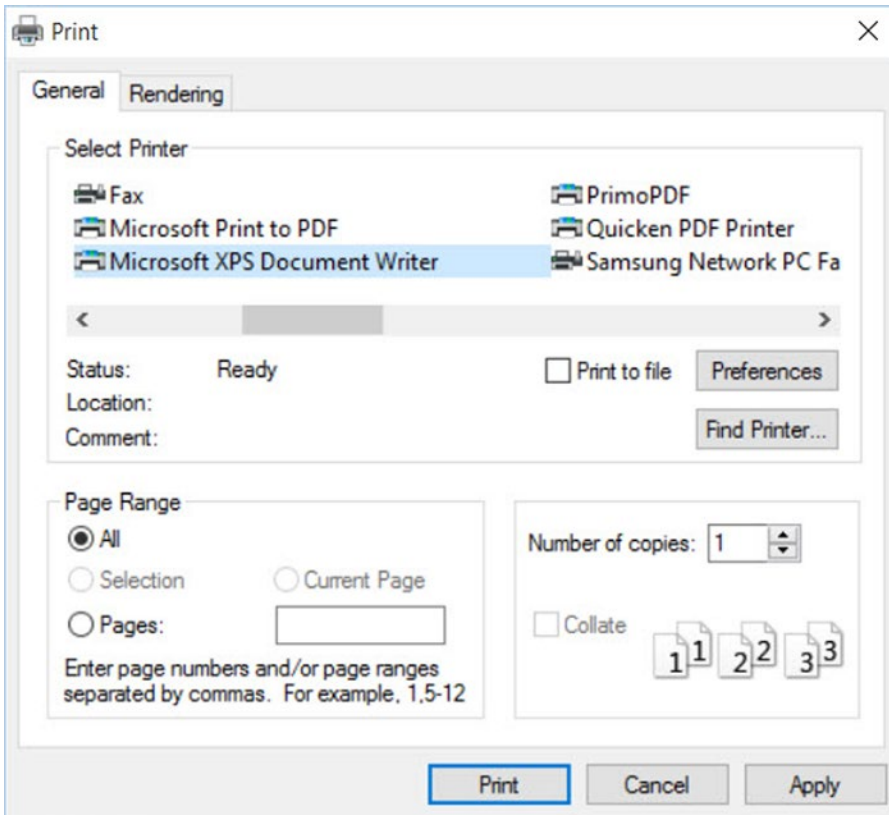 Print
General Rendering
Select Printer
Fax
Microsoft Print to PDF
Microsoft XPS Document Writer
PrimoPDF
Quicken PDF Printer
Samsung Network PC Fa
Status: Ready
Location:
Comment:
Print to file
Preferences
Find Printer...
Page Range
All
Selection Current Page
Pages:
Enter page numbers and/or page ranges
separated by commas. For example, 1,5-12
Number of copies: 1
Collate
1 1 2 2 3 3
Print Cancel Apply